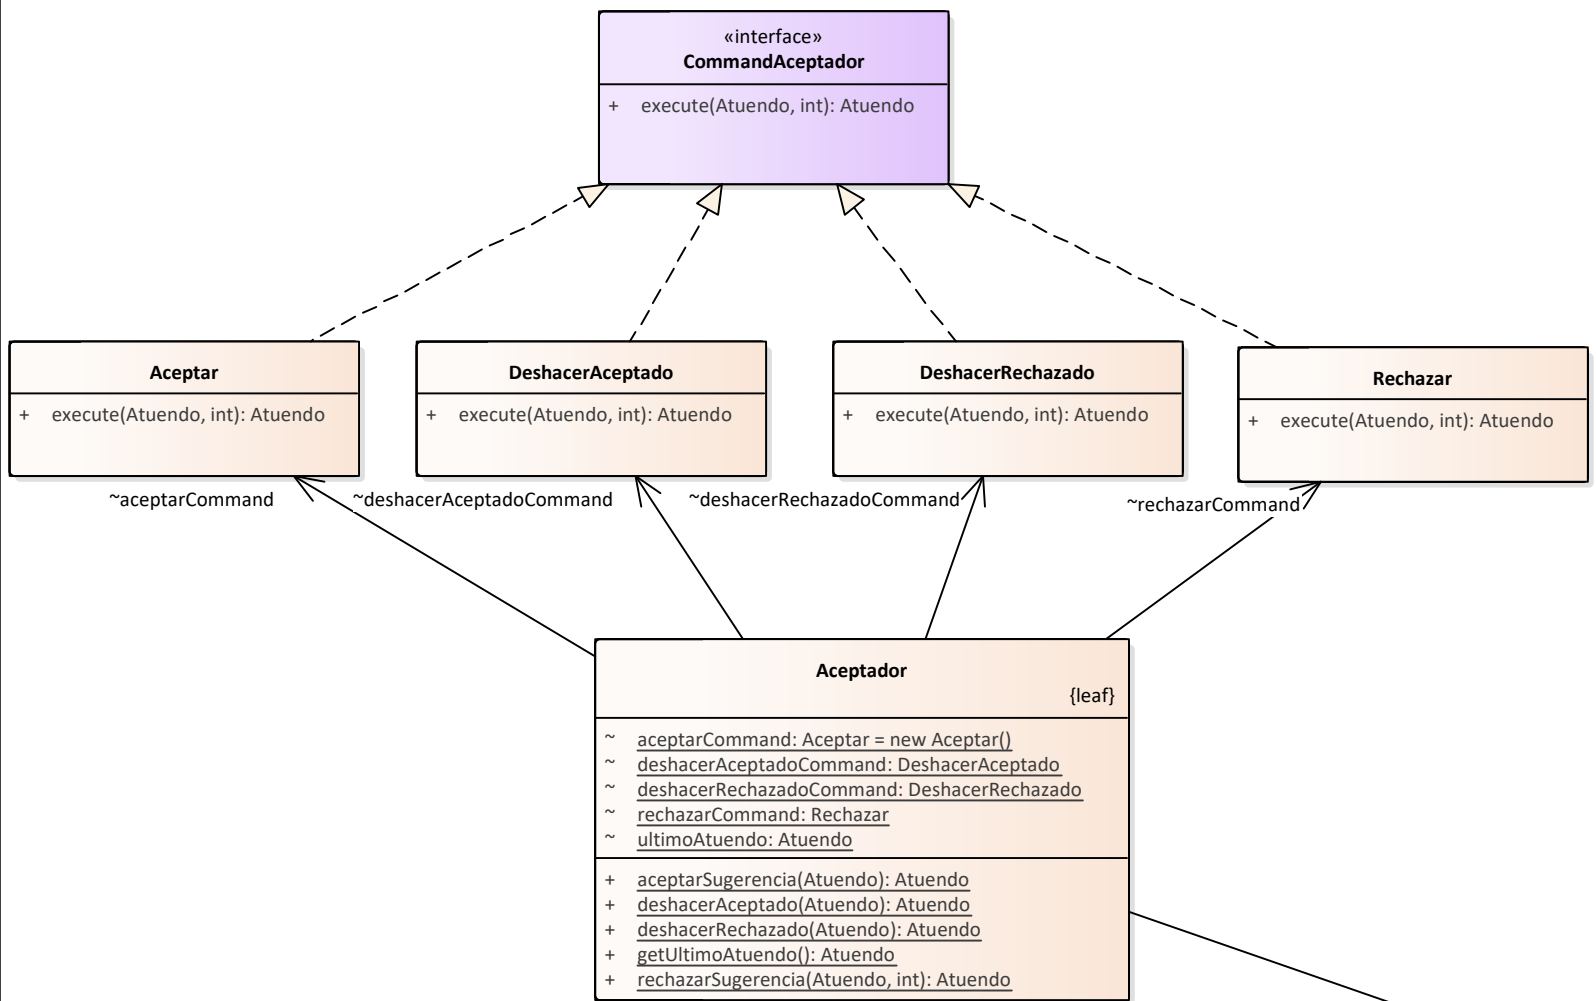 «interface»
CommandAceptador
+ execute(Atuendo, int): Atuendo
Aceptar
+ execute(Atuendo, int): Atuendo
DeshacerAceptado
+ execute(Atuendo, int): Atuendo
DeshacerRechazado
+ execute(Atuendo, int): Atuendo
Rechazar
+ execute(Atuendo, int): Atuendo
~aceptarCommand
~deshacerAceptadoCommand
~deshacerRechazadoCommand
~rechazarCommand
Aceptador
{leaf}
~ aceptarCommand: Aceptar = new Aceptar()
~ deshacerAceptadoCommand: DeshacerAceptado
~ deshacerRechazadoCommand: DeshacerRechazado
~ rechazarCommand: Rechazar
~ ultimoAtuendo: Atuendo
+ aceptarSugerencia(Atuendo): Atuendo
+ deshacerAceptado(Atuendo): Atuendo
+ deshacerRechazado(Atuendo): Atuendo
+ getUltimoAtuendo(): Atuendo
+ rechazarSugerencia(Atuendo, int): Atuendo